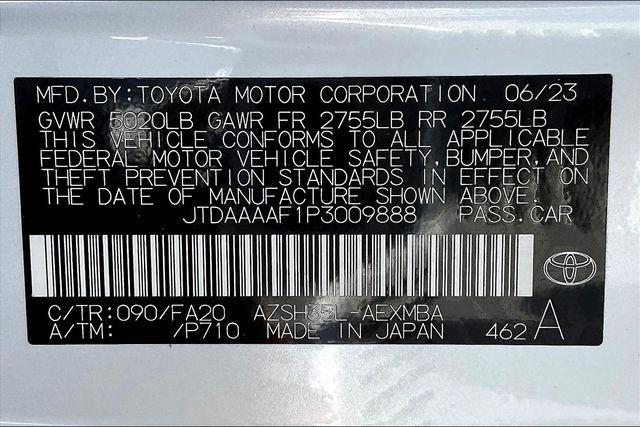 MFD.BY:TOYOTA MOTOR CORPORATION 06/23
GVWR 5020LB GAWR FR 2755LB RR 2755LB
THIS VEHICLE CONFORMS TO ALL APPLICABLE
FEDERAL MOTOR VEHICLE SAFETY,BUMPER,AND
THEFT PREVENTION STANDARDS IN EFFECT ON
THE DATE OF MANUFACTURE SHOWN ABOVE.
JTDAAAAF1P3009888 PASS.CAR
C/TR:090/FA20 AZSH35L-AEXMBA
A/TM: /P710 MADE IN JAPAN 462 A